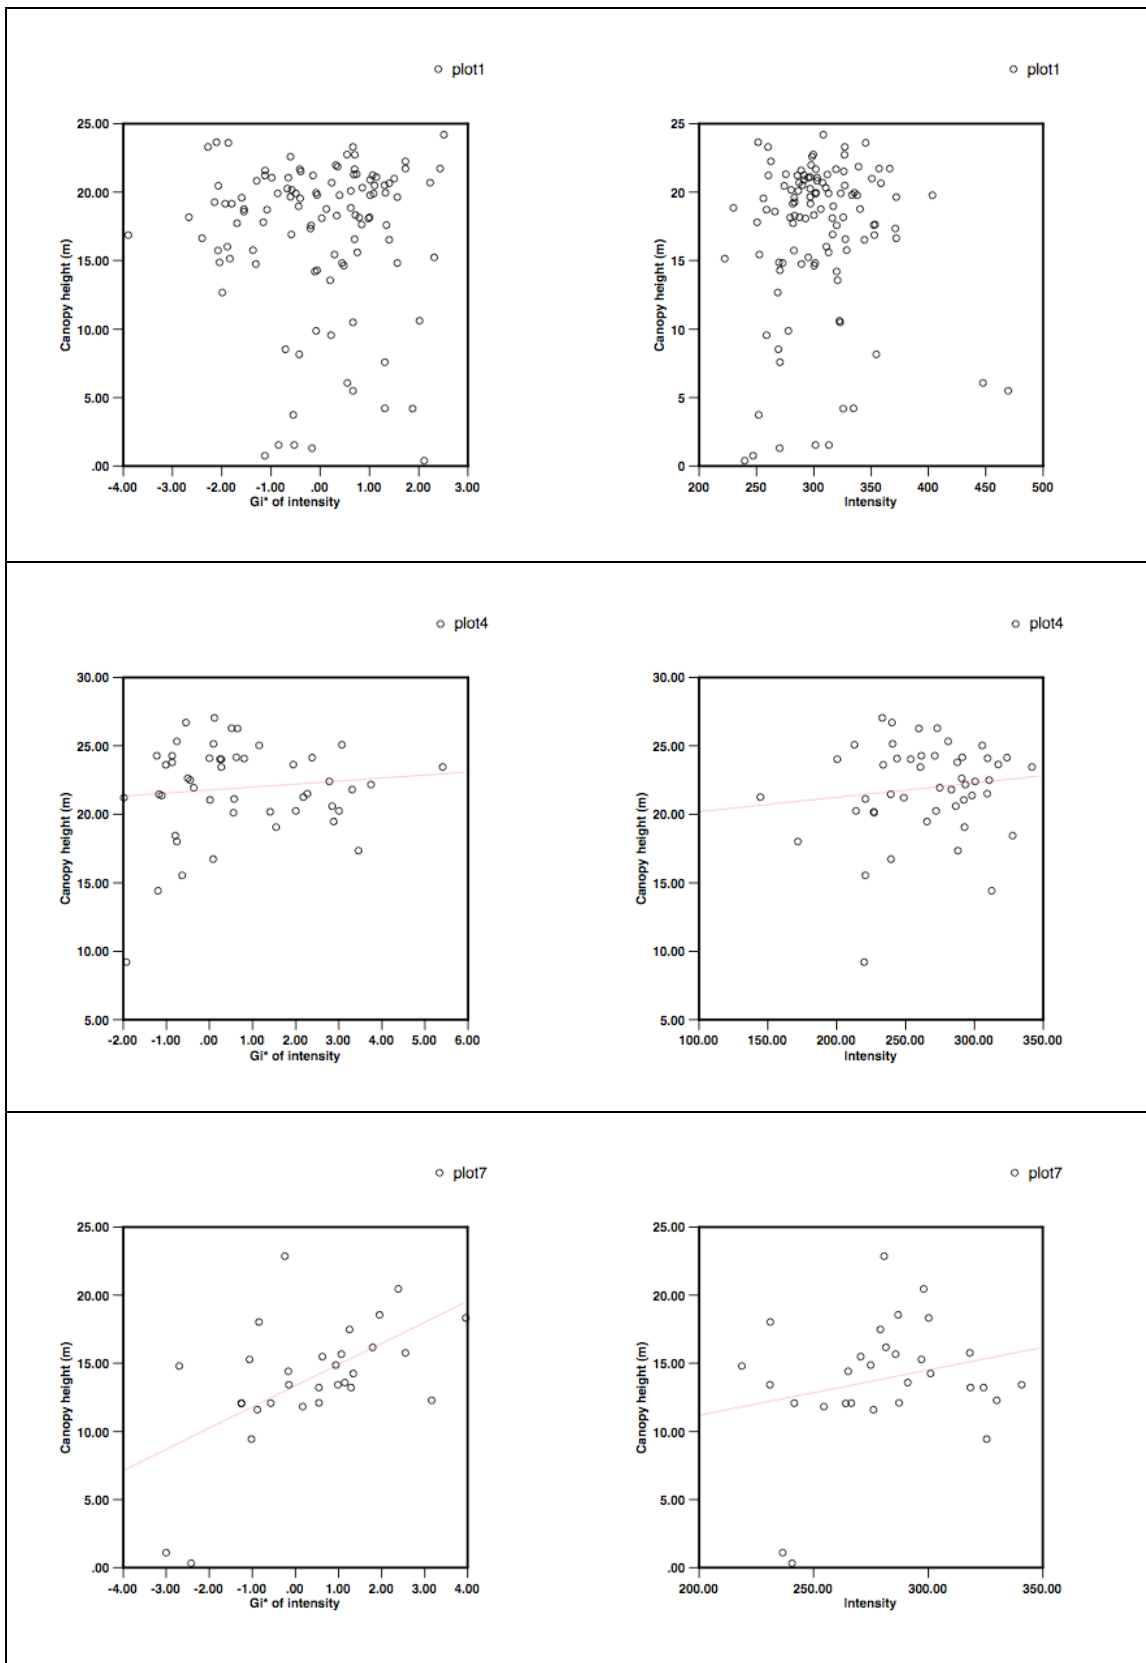 plot1
plot1
25.00
20.00
15.00
10.00
5.00
.00
Canopy height (m)
-4.00 -3.00 -2.00 -1.00 .00 1.00 2.00 3.00
Gi* of intensity
25
20
15
10
5
0
Canopy height (m)
200 250 300 350 400 450 500
Intensity
plot4
plot4
30.00
25.00
20.00
15.00
10.00
5.00
Canopy height (m)
-2.00 -1.00 .00 1.00 2.00 3.00 4.00 5.00 6.00
Gi* of intensity
30.00
25.00
20.00
15.00
10.00
5.00
Canopy height (m)
100.00 150.00 200.00 250.00 300.00 350.00
Intensity
plot7
plot7
25.00
20.00
15.00
10.00
5.00
.00
Canopy height (m)
-4.00 -3.00 -2.00 -1.00 .00 1.00 2.00 3.00 4.00
Gi* of intensity
25.00
20.00
15.00
10.00
5.00
.00
Canopy height (m)
200.00 250.00 300.00 350.00
Intensity